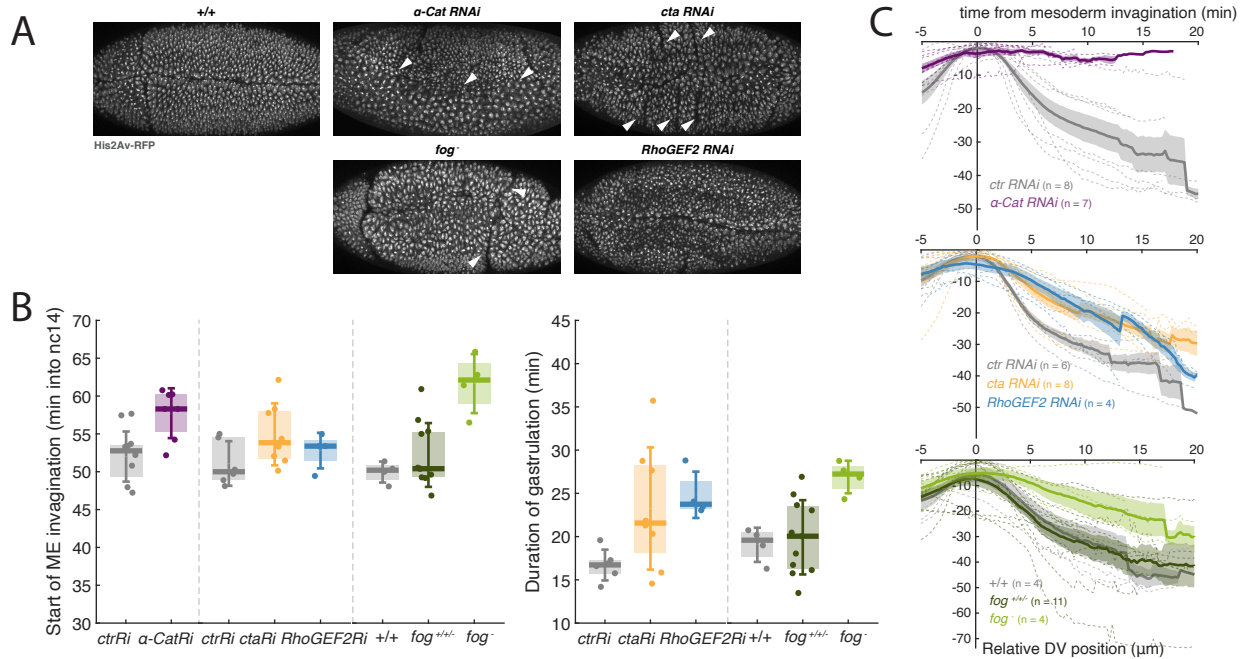 A
+/+
α-Cat RNAi
cta RNAi
His2Av-RFP
fog -
RhoGEF2 RNAi
B
Start of ME invagination (min into nc14)
70
65
60
55
50
45
40
35
30
ctrRi α-CatRi ctrRi ctaRi RhoGEF2Ri +/+ fog +/+/- fog -
Duration of gastrulation (min)
45
40
35
30
25
20
15
10
ctrRi ctaRi RhoGEF2Ri +/+ fog +/+/- fog -
C
time from mesoderm invagination (min)
-5 0 5 10 15 20
-10
-20
-30
-40
-50
ctr RNAi (n = 8)
α-Cat RNAi (n = 7)
-5 0 5 10 15 20
-10
-20
-30
-40
-50
ctr RNAi (n = 6)
cta RNAi (n = 8)
RhoGEF2 RNAi (n = 4)
-5 0 5 10 15 20
-10
-20
-30
-40
-50
-60
-70
+/+ (n = 4)
fog +/+/- (n = 11)
fog - (n = 4)
Relative DV position (µm)